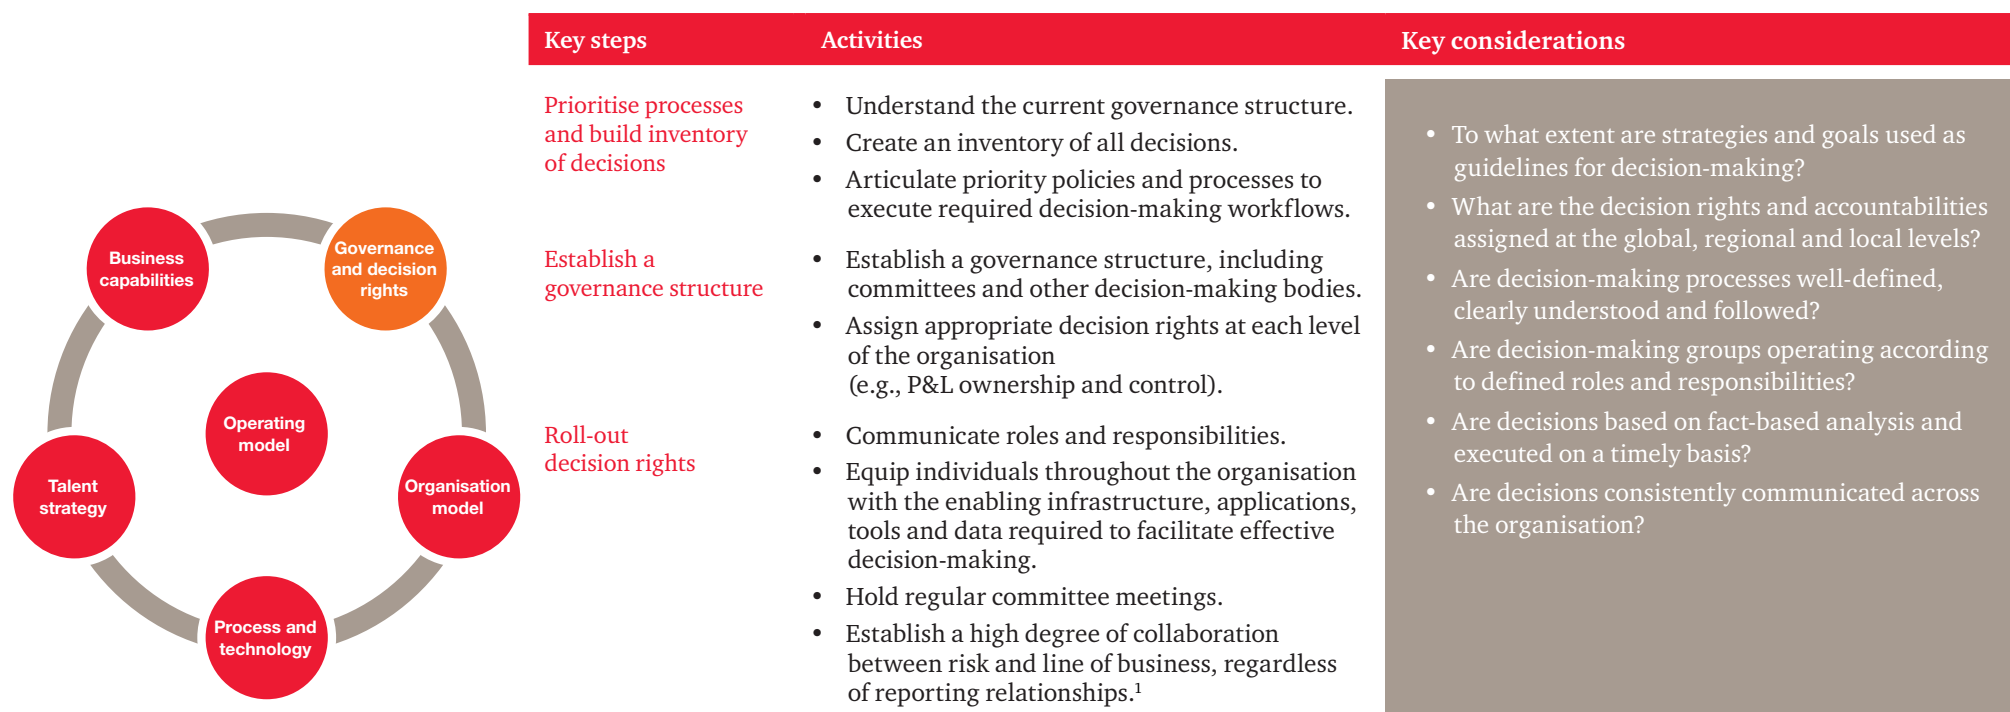 Business
capabilities
Governance
and decision
rights
Operating
model
Talent
strategy
Organisation
model
Process and
technology
Key steps
Activities
Key considerations
Prioritise processes
and build inventory
of decisions
• Understand the current governance structure.
• Create an inventory of all decisions.
• Articulate priority policies and processes to
execute required decision-making workflows.
Establish a
governance structure
• Establish a governance structure, including
committees and other decision-making bodies.
• Assign appropriate decision rights at each level
of the organisation
(e.g., P&L ownership and control).
Roll-out
decision rights
• Communicate roles and responsibilities.
• Equip individuals throughout the organisation
with the enabling infrastructure, applications,
tools and data required to facilitate effective
decision-making.
• Hold regular committee meetings.
• Establish a high degree of collaboration
between risk and line of business, regardless
of reporting relationships.¹
• To what extent are strategies and goals used as
guidelines for decision-making?
• What are the decision rights and accountabilities
assigned at the global, regional and local levels?
• Are decision-making processes well-defined,
clearly understood and followed?
• Are decision-making groups operating according
to defined roles and responsibilities?
• Are decisions based on fact-based analysis and
executed on a timely basis?
• Are decisions consistently communicated across
the organisation?